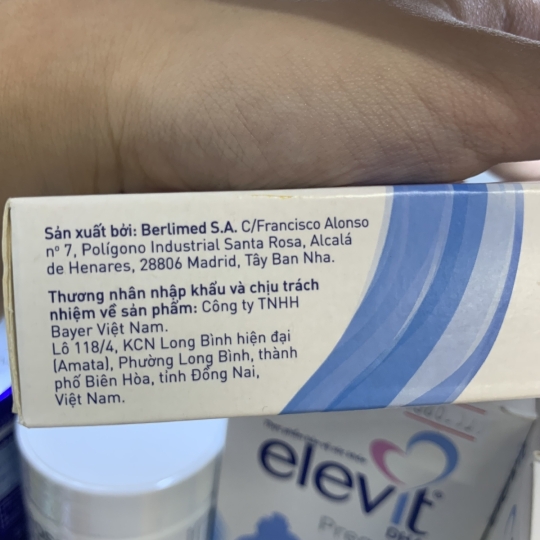 Sản xuất bởi: Berlimed S.A. C/Francisco Alonso
nº 7, Polígono Industrial Santa Rosa, Alcalá
de Henares, 28806 Madrid, Tây Ban Nha.
Thương nhân nhập khẩu và chịu trách
nhiệm về sản phẩm: Công ty TNHH
Bayer Việt Nam.
Lô 118/4, KCN Long Bình hiện đại
(Amata), Phường Long Bình, thành
phố Biên Hòa, tỉnh Đồng Nai,
Việt Nam.
elevit